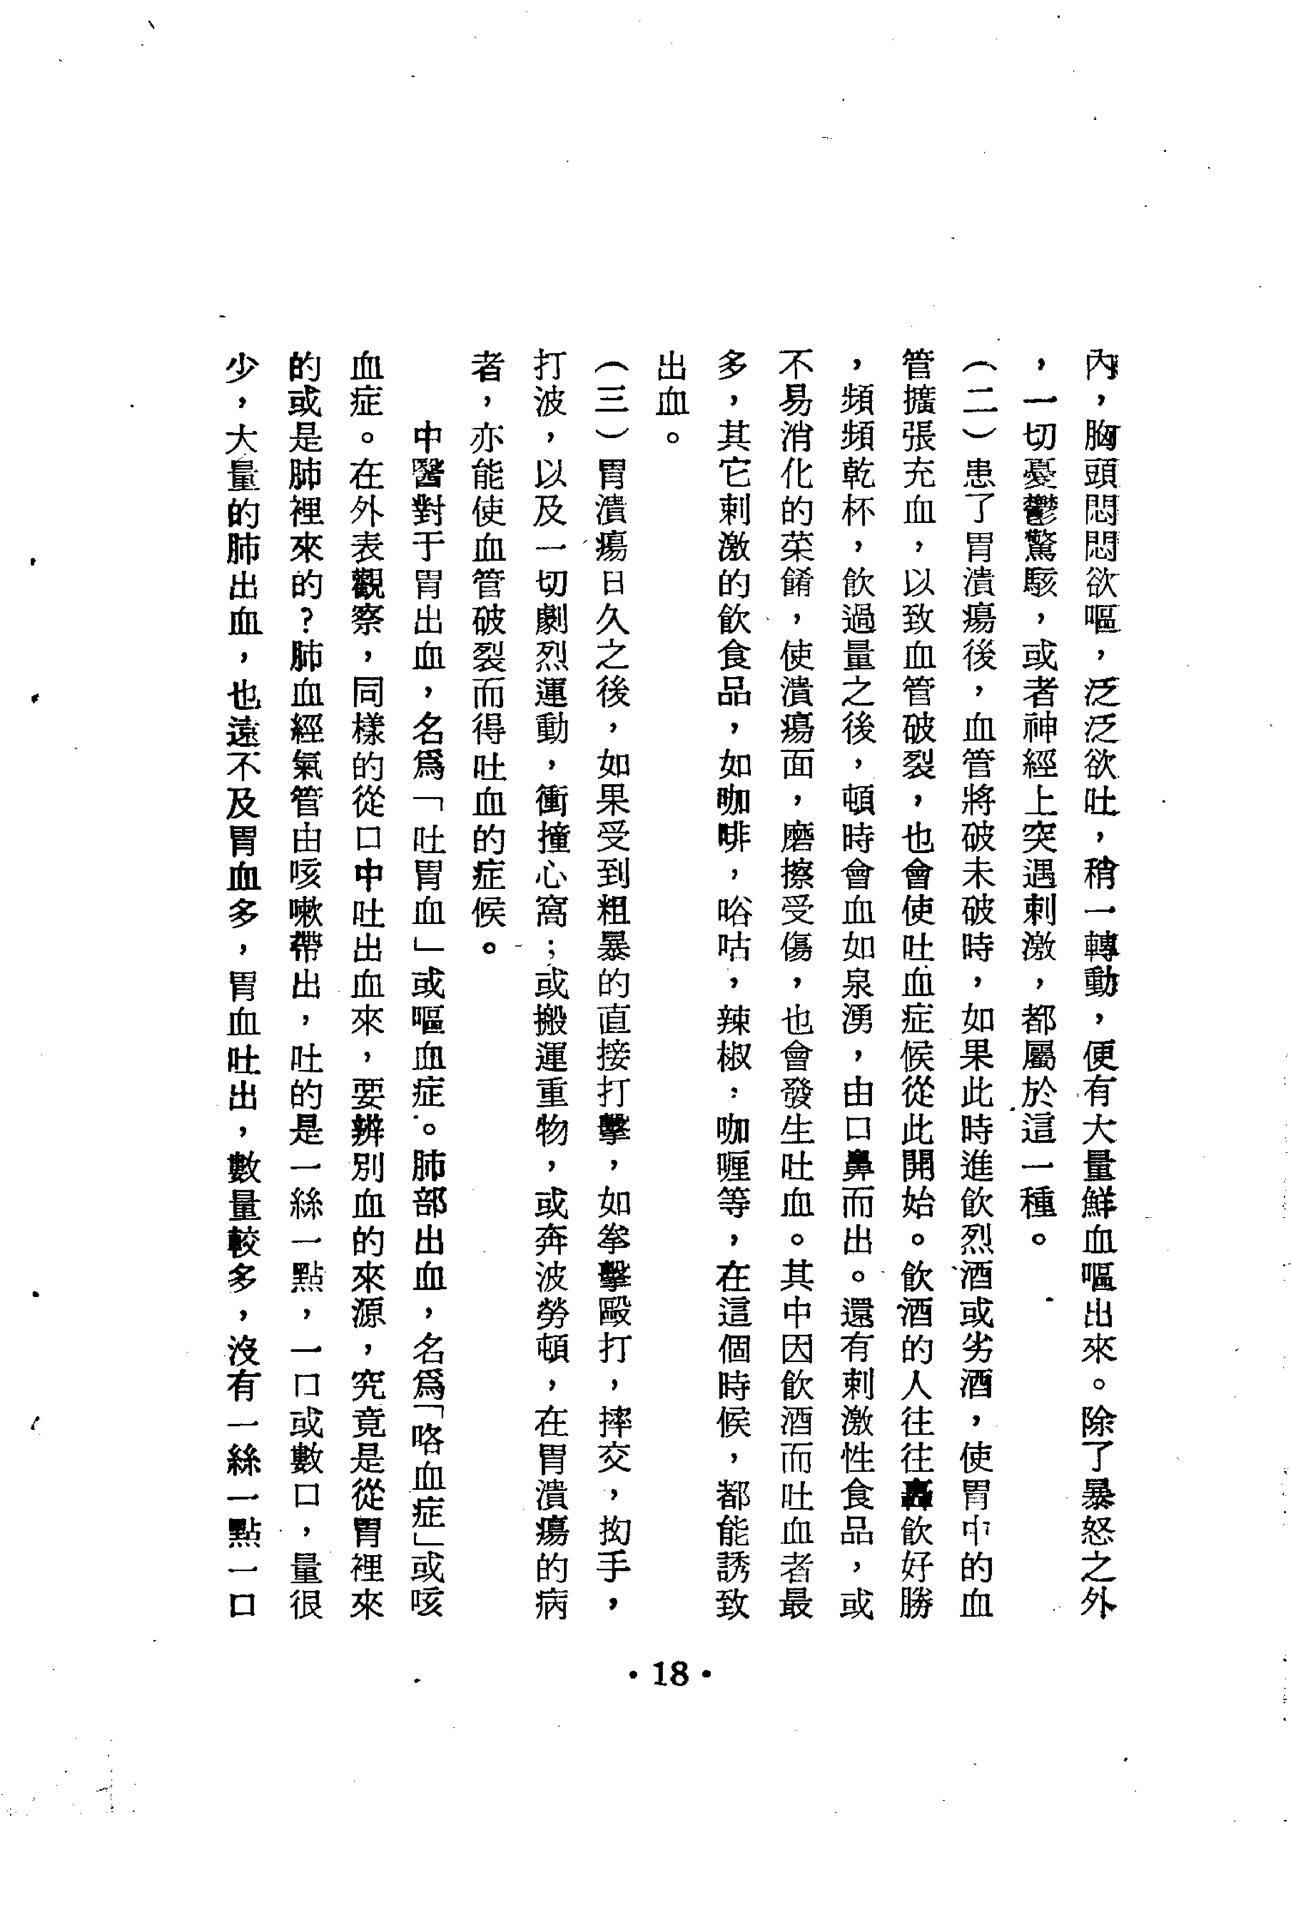 內，胸頭悶悶欲嘔，泛泛欲吐，稍一轉動，便有大量鮮血嘔出來。除了暴怒之外
，一切憂鬱驚駭，或者神經上突遇刺激，都屬於這一種。
（二）患了胃潰瘍後，血管將破未破時，如果此時進飲烈酒或劣酒，使胃中的血
管擴張充血，以致血管破裂，也會使吐血症候從此開始。飲酒的人往往轟飲好勝
，頻頻乾杯，飲過量之後，頓時會血如泉湧，由口鼻而出。還有刺激性食品，或
不易消化的菜餚，使潰瘍面，磨擦受傷，也會發生吐血。其中因飲酒而吐血者最
多，其它刺激的飲食品，如咖啡，嗒咕，辣椒，咖喱等，在這個時候，都能誘致
出血。
（三）胃潰瘍日久之後，如果受到粗暴的直接打擊，如拳擊毆打，摔交，拗手，
打波，以及一切劇烈運動，衝撞心窩；或搬運重物，或奔波勞頓，在胃潰瘍的病
者，亦能使血管破裂而得吐血的症候。
中醫對于胃出血，名爲「吐胃血」或嘔血症。肺部出血，名爲「咯血症」或咳
血症。在外表觀察，同樣的從口中吐出血來，要辨別血的來源，究竟是從胃裡來
的或是肺裡來的？肺血經氣管由咳嗽帶出，吐的是一絲一點，一口或數口，量很
少，大量的肺出血，也遠不及胃血多，胃血吐出，數量較多，沒有一絲一點一口
•18•